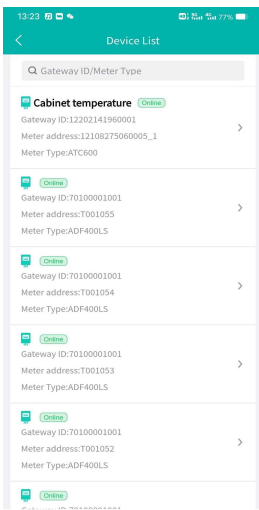 13:23 77%
Device List
Gateway ID/Meter Type
Cabinet temperature Online
Gateway ID:12202141960001
Meter address:12108275060005_1
Meter Type:ATC600
Online
Gateway ID:70100001001
Meter address:T001055
Meter Type:ADF400LS
Online
Gateway ID:70100001001
Meter address:T001054
Meter Type:ADF400LS
Online
Gateway ID:70100001001
Meter address:T001053
Meter Type:ADF400LS
Online
Gateway ID:70100001001
Meter address:T001052
Meter Type:ADF400LS
Online